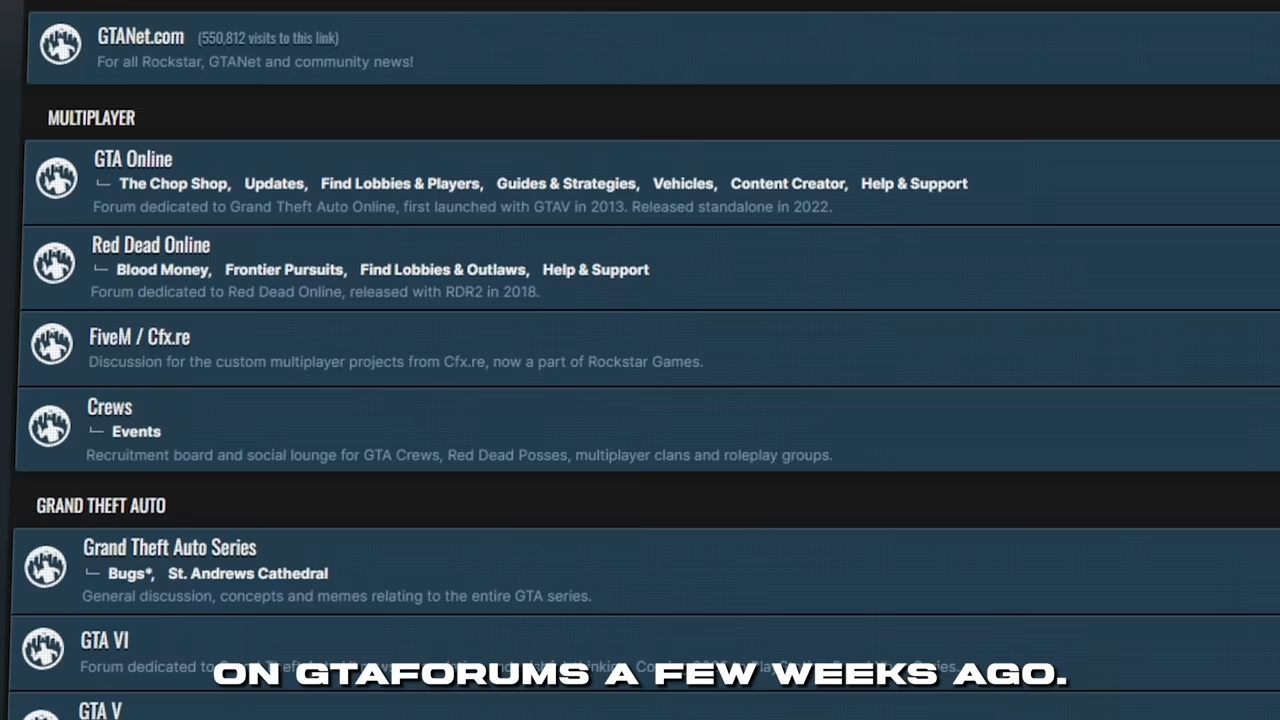 GTANet.com (550,812 visits to this link)
For all Rockstar, GTANet and community news!
MULTIPLAYER
GTA Online
The Chop Shop, Updates, Find Lobbies & Players, Guides & Strategies, Vehicles, Content Creator, Help & Support
Forum dedicated to Grand Theft Auto Online, first launched with GTAV in 2013. Released standalone in 2022.
Red Dead Online
Blood Money, Frontier Pursuits, Find Lobbies & Outlaws, Help & Support
Forum dedicated to Red Dead Online, released with RDR2 in 2018.
FiveM / Cfx.re
Discussion for the custom multiplayer projects from Cfx.re, now a part of Rockstar Games.
Crews
Events
Recruitment board and social lounge for GTA Crews, Red Dead Posses, multiplayer clans and roleplay groups.
GRAND THEFT AUTO
Grand Theft Auto Series
Bugs*, St. Andrews Cathedral
General discussion, concepts and memes relating to the entire GTA series.
GTA VI
Forum dedicated to
ON GTAFORUMS A FEW WEEKS AGO.
GTA V